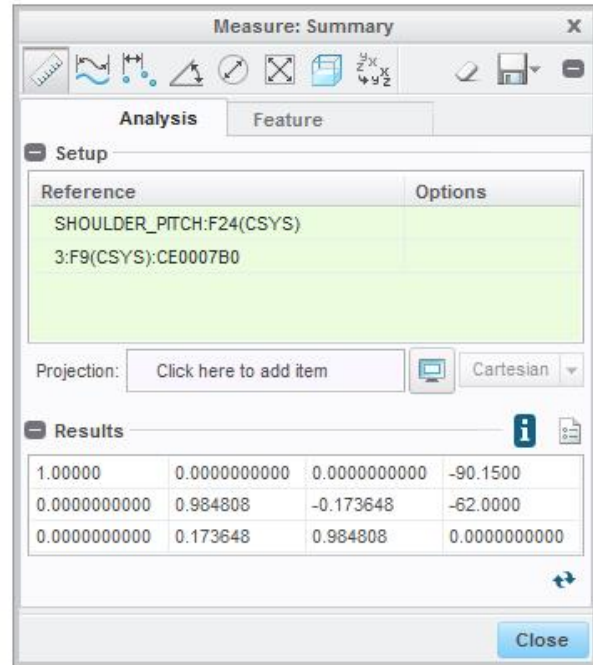 Measure: Summary X
Analysis Feature
Setup
Reference Options
SHOULDER_PITCH:F24(CSYS)
3:F9(CSYS):CE0007B0
Projection: Click here to add item Cartesian
Results
1.00000 0.0000000000 0.0000000000 -90.1500
0.0000000000 0.984808 -0.173648 -62.0000
0.0000000000 0.173648 0.984808 0.0000000000
Close